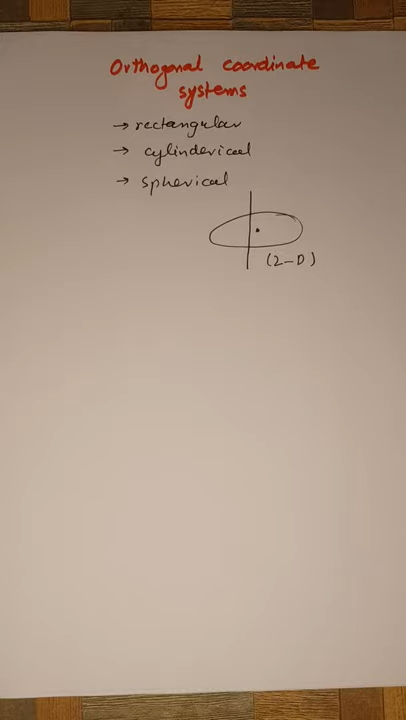 Orthogonal coordinate
systems
→ rectangular
→ cylinderical
→ spherical
(2-D)